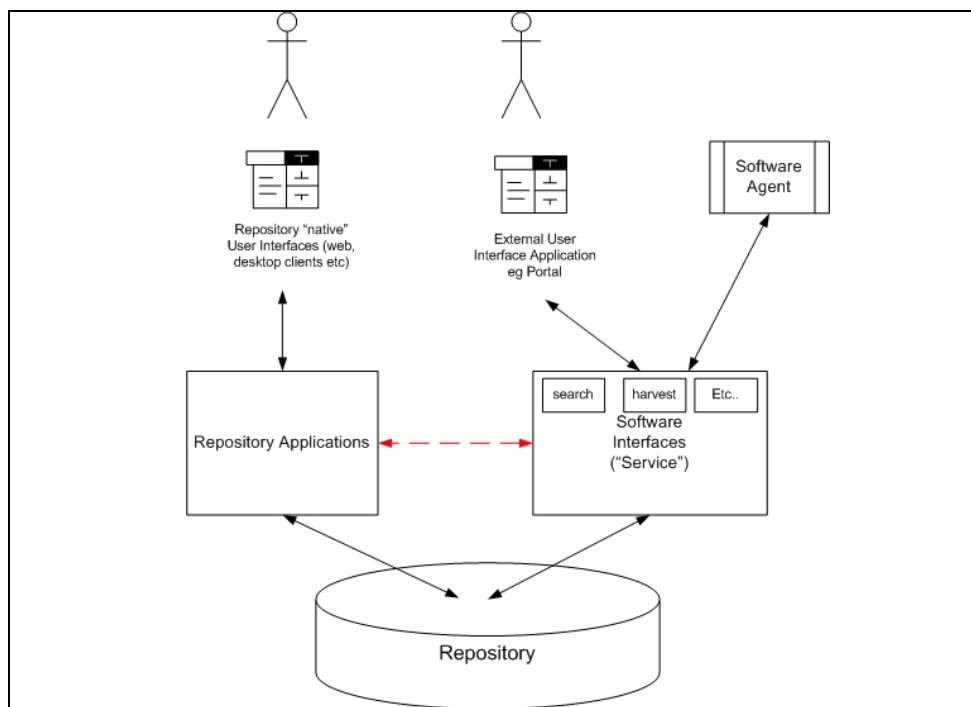 Software
Agent
Repository "native"
User Interfaces (web,
desktop clients etc)
External User
Interface Application
eg Portal
search
harvest
Etc..
Repository Applications
Software
Interfaces
("Service")
Repository